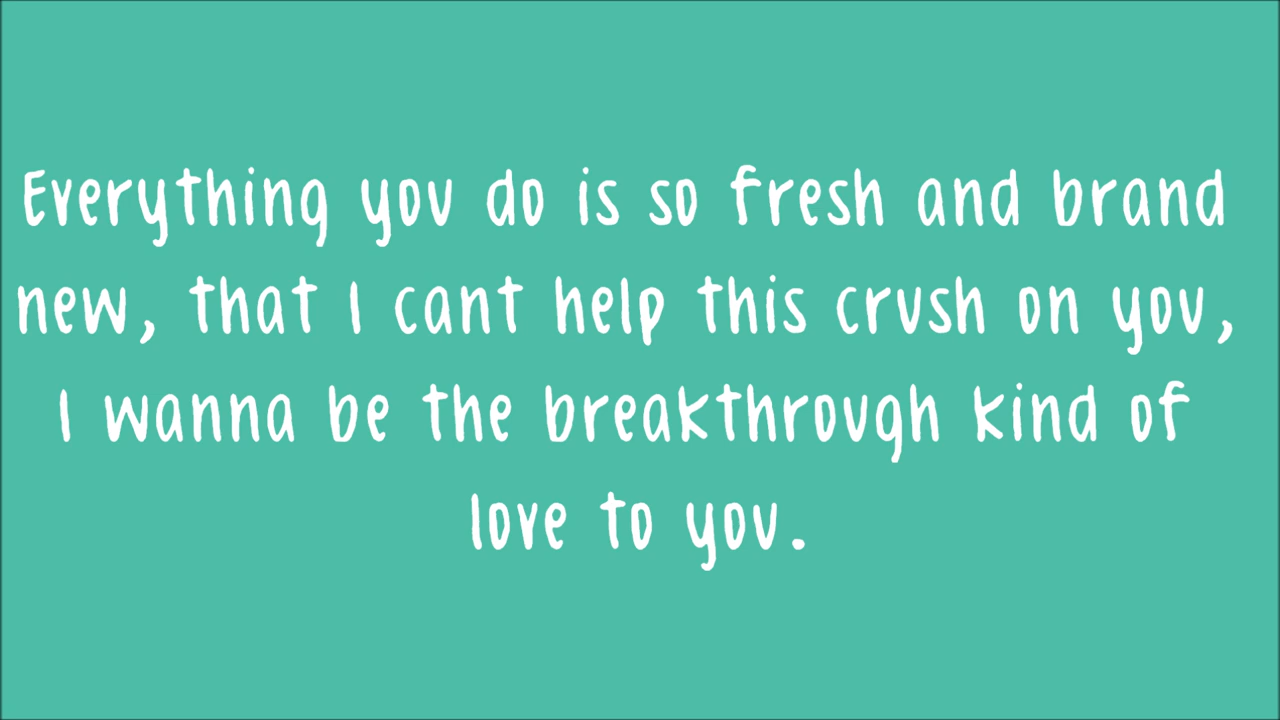 Everything you do is so fresh and brand
new, that I cant help this crush on you,
I wanna be the breakthrough kind of
love to you.